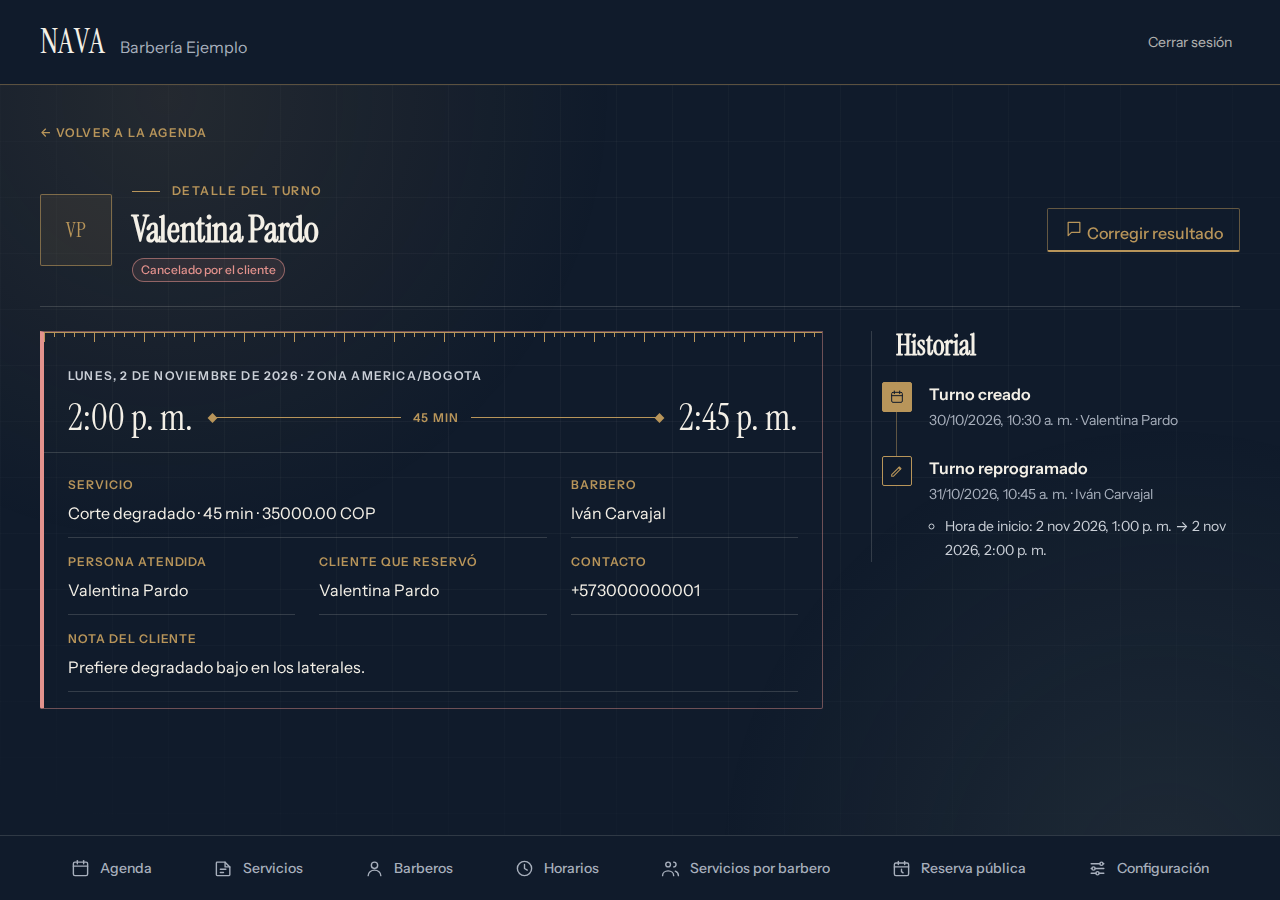 NAVA Barbería Ejemplo
Cerrar sesión
← VOLVER A LA AGENDA
VP
DETALLE DEL TURNO
Valentina Pardo
Cancelado por el cliente
Corregir resultado
LUNES, 2 DE NOVIEMBRE DE 2026 · ZONA AMERICA/BOGOTA
2:00 p. m. 45 MIN 2:45 p. m.
SERVICIO
Corte degradado · 45 min · 35000.00 COP
BARBERO
Iván Carvajal
PERSONA ATENDIDA
Valentina Pardo
CLIENTE QUE RESERVÓ
Valentina Pardo
CONTACTO
+573000000001
NOTA DEL CLIENTE
Prefiere degradado bajo en los laterales.
Historial
Turno creado
30/10/2026, 10:30 a. m. · Valentina Pardo
Turno reprogramado
31/10/2026, 10:45 a. m. · Iván Carvajal
Hora de inicio: 2 nov 2026, 1:00 p. m. → 2 nov
2026, 2:00 p. m.
Agenda
Servicios
Barberos
Horarios
Servicios por barbero
Reserva pública
Configuración